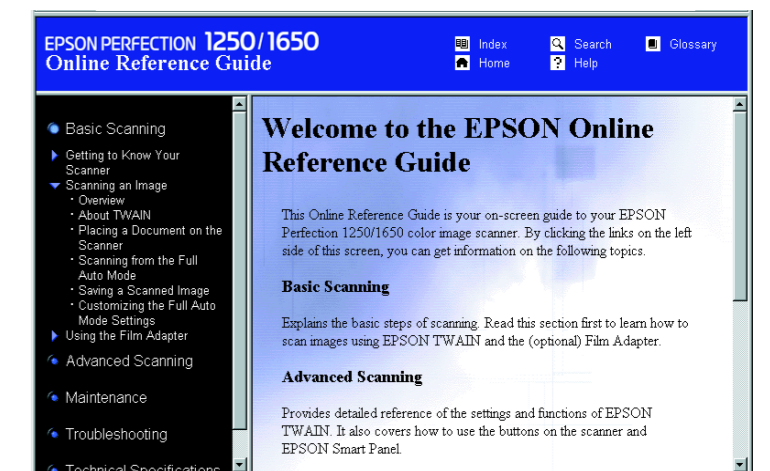 EPSON PERFECTION 1250/1650
Online Reference Guide
Index
Search
Glossary
Home
Help
Basic Scanning
Getting to Know Your
Scanner
Scanning an Image
· Overview
· About TWAIN
· Placing a Document on the
Scanner
· Scanning from the Full
Auto Mode
· Saving a Scanned Image
· Customizing the Full Auto
Mode Settings
Using the Film Adapter
Advanced Scanning
Maintenance
Troubleshooting
Technical Specifications
Welcome to the EPSON Online
Reference Guide
This Online Reference Guide is your on-screen guide to your EPSON
Perfection 1250/1650 color image scanner. By clicking the links on the left
side of this screen, you can get information on the following topics.
Basic Scanning
Explains the basic steps of scanning. Read this section first to learn how to
scan images using EPSON TWAIN and the (optional) Film Adapter.
Advanced Scanning
Provides detailed reference of the settings and functions of EPSON
TWAIN. It also covers how to use the buttons on the scanner and
EPSON Smart Panel.